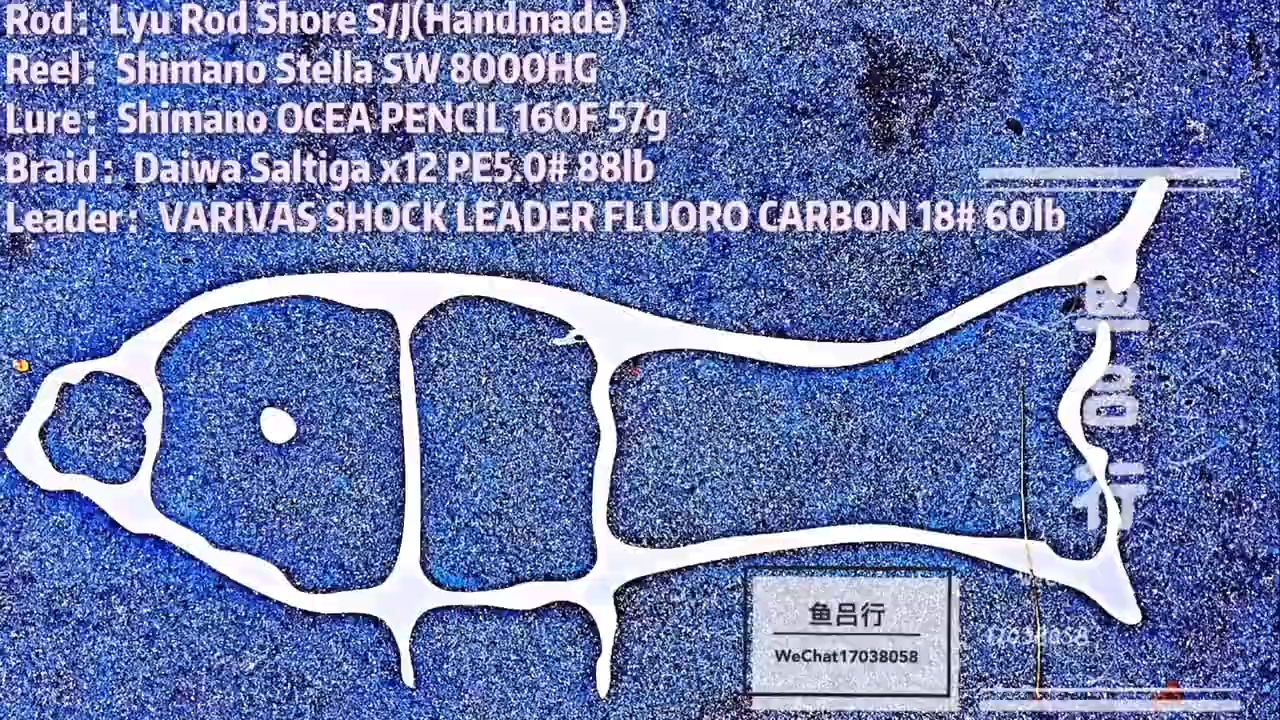 Rod：Lyu Rod Shore S/J(Handmade)
Reel：Shimano Stella SW 8000HG
Lure：Shimano OCEA PENCIL 160F 57g
Braid：Daiwa Saltiga x12 PE5.0# 88lb
Leader：VARIVAS SHOCK LEADER FLUORO CARBON 18# 60lb
鱼吕行
鱼吕行
WeChat17038058
17038058